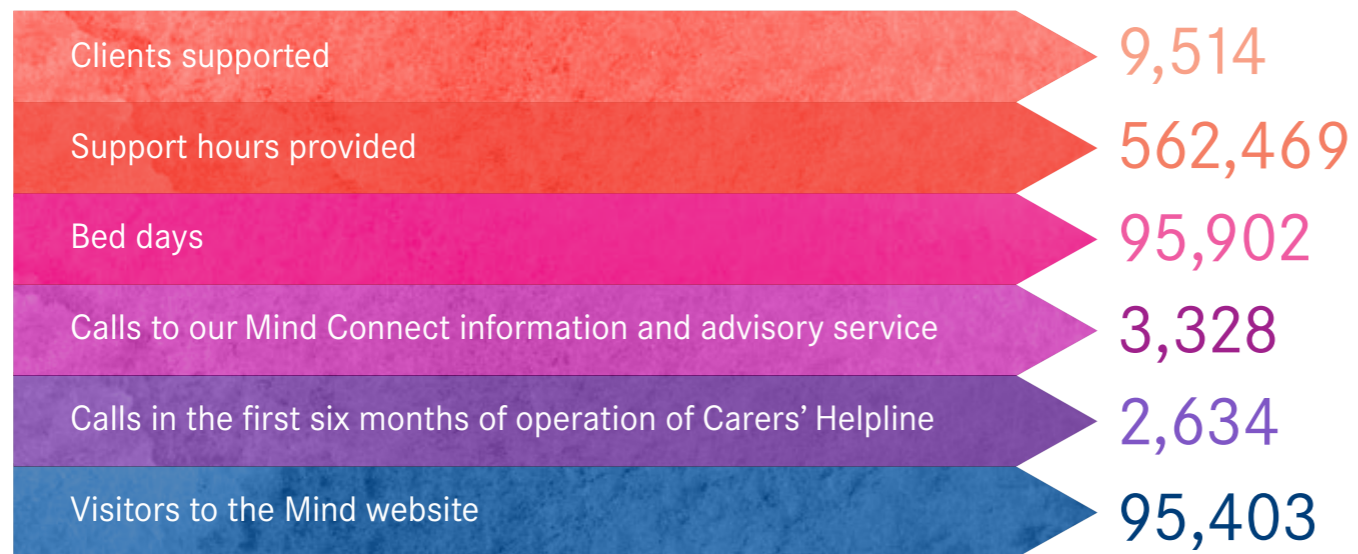 Clients supported 9,514
Support hours provided 562,469
Bed days 95,902
Calls to our Mind Connect information and advisory service 3,328
Calls in the first six months of operation of Carers’ Helpline 2,634
Visitors to the Mind website 95,403